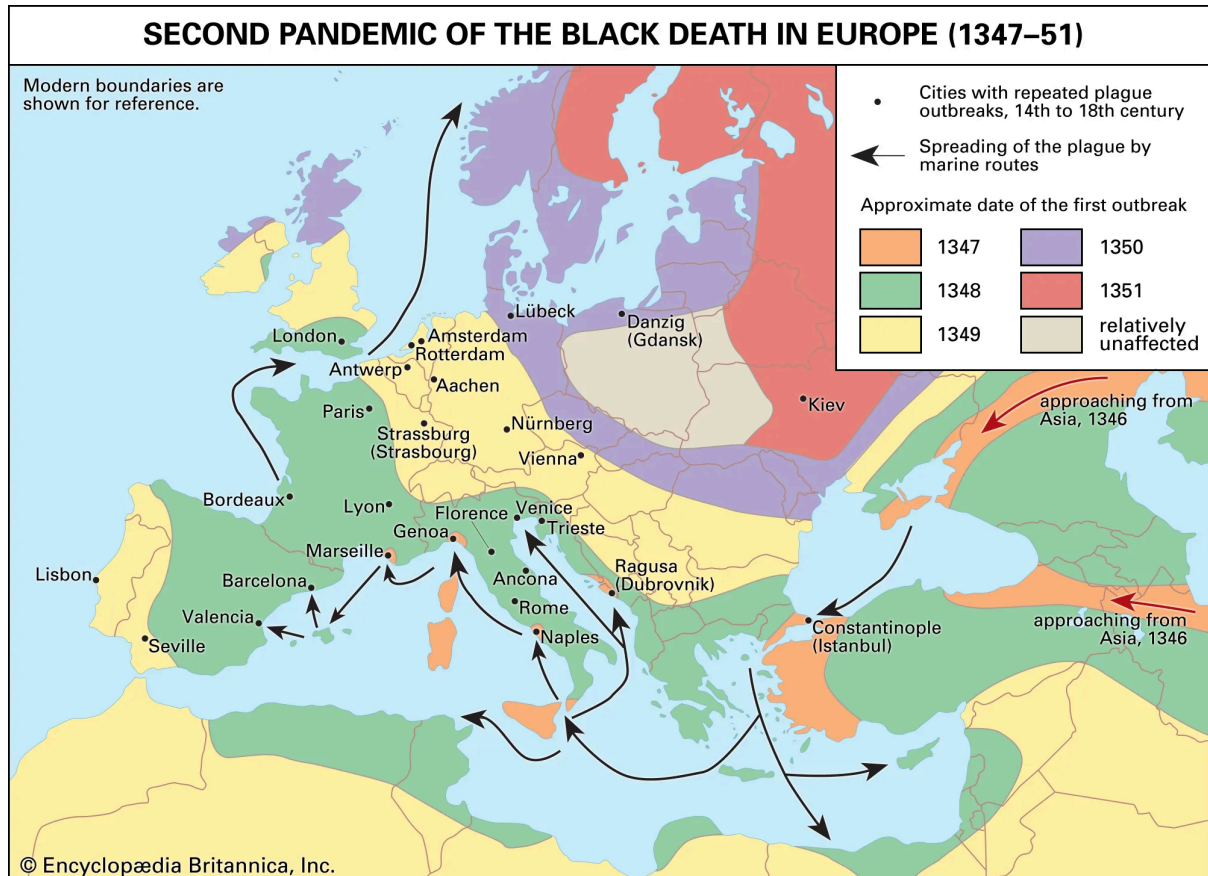 SECOND PANDEMIC OF THE BLACK DEATH IN EUROPE (1347–51)
Modern boundaries are
shown for reference.
Cities with repeated plague
outbreaks, 14th to 18th century
Spreading of the plague by
marine routes
Approximate date of the first outbreak
1347
1350
1348
1351
1349
relatively
unaffected
Lübeck
Danzig
(Gdansk)
London
Amsterdam
Rotterdam
Antwerp
Aachen
Kiev
approaching from
Asia, 1346
Paris
Nürnberg
Strassburg
(Strasbourg)
Vienna
Bordeaux
Lyon
Florence
Venice
Trieste
Genoa
Marseille
Lisbon
Barcelona
Ancona
Ragusa
(Dubrovnik)
Valencia
Rome
Naples
Seville
Constantinople
(Istanbul)
approaching from
Asia, 1346
© Encyclopædia Britannica, Inc.